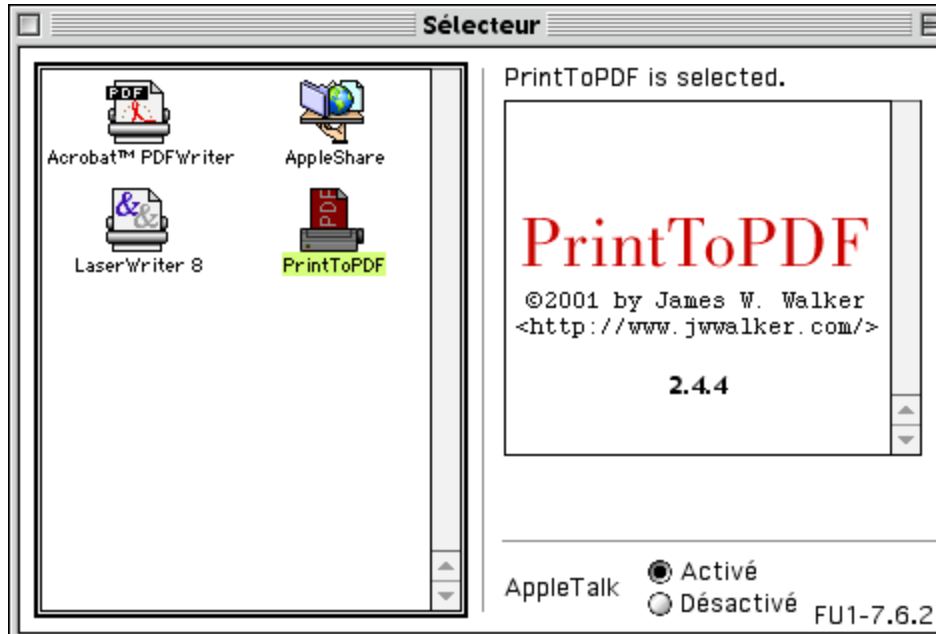 Sélecteur
PDF
Acrobat™ PDFWriter
AppleShare
&&
LaserWriter 8
PDF
PrintToPDF
PrintToPDF is selected.
PrintToPDF
©2001 by James W. Walker
<http://www.jwwalker.com/>
2.4.4
AppleTalk
Activé
Désactivé
FU1-7.6.2